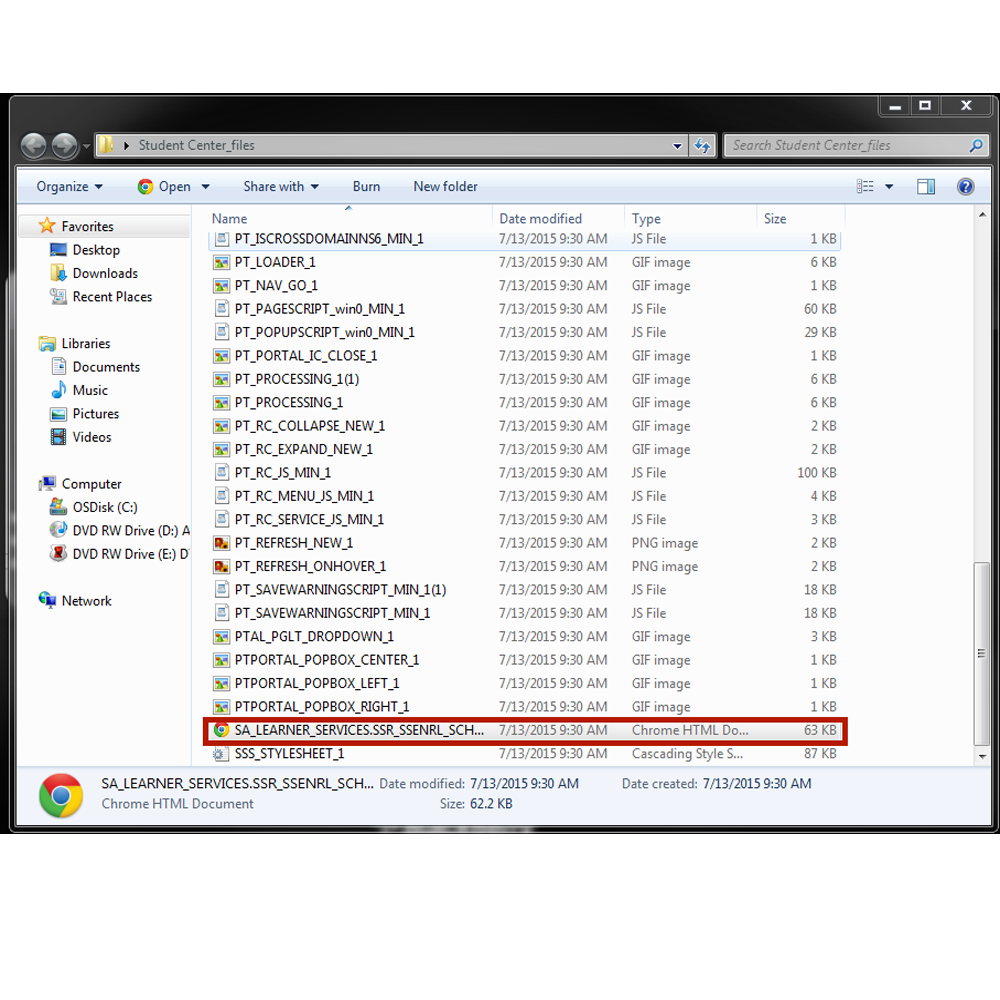 Student Center_files
Search Student Center_files
Organize Open Share with Burn New folder
Favorites
Desktop
Downloads
Recent Places
Libraries
Documents
Music
Pictures
Videos
Computer
OSDisk (C:)
DVD RW Drive (D:) A
DVD RW Drive (E:) D
Network
Name Date modified Type Size
PT_ISCROSSDOMAINNS6_MIN_1 7/13/2015 9:30 AM JS File 1 KB
PT_LOADER_1 7/13/2015 9:30 AM GIF image 6 KB
PT_NAV_GO_1 7/13/2015 9:30 AM GIF image 1 KB
PT_PAGESCRIPT_win0_MIN_1 7/13/2015 9:30 AM JS File 60 KB
PT_POPUPSCRIPT_win0_MIN_1 7/13/2015 9:30 AM JS File 29 KB
PT_PORTAL_IC_CLOSE_1 7/13/2015 9:30 AM GIF image 1 KB
PT_PROCESSING_1(1) 7/13/2015 9:30 AM GIF image 6 KB
PT_PROCESSING_1 7/13/2015 9:30 AM GIF image 6 KB
PT_RC_COLLAPSE_NEW_1 7/13/2015 9:30 AM GIF image 2 KB
PT_RC_EXPAND_NEW_1 7/13/2015 9:30 AM GIF image 2 KB
PT_RC_JS_MIN_1 7/13/2015 9:30 AM JS File 100 KB
PT_RC_MENU_JS_MIN_1 7/13/2015 9:30 AM JS File 4 KB
PT_RC_SERVICE_JS_MIN_1 7/13/2015 9:30 AM JS File 3 KB
PT_REFRESH_NEW_1 7/13/2015 9:30 AM PNG image 2 KB
PT_REFRESH_ONHOVER_1 7/13/2015 9:30 AM PNG image 2 KB
PT_SAVEWARNINGSCRIPT_MIN_1(1) 7/13/2015 9:30 AM JS File 18 KB
PT_SAVEWARNINGSCRIPT_MIN_1 7/13/2015 9:30 AM JS File 18 KB
PTAL_PGLT_DROPDOWN_1 7/13/2015 9:30 AM GIF image 3 KB
PTPORTAL_POPBOX_CENTER_1 7/13/2015 9:30 AM GIF image 1 KB
PTPORTAL_POPBOX_LEFT_1 7/13/2015 9:30 AM GIF image 1 KB
PTPORTAL_POPBOX_RIGHT_1 7/13/2015 9:30 AM GIF image 1 KB
SA_LEARNER_SERVICES.SSR_SSENRL_SCH... 7/13/2015 9:30 AM Chrome HTML Do... 63 KB
SSS_STYLESHEET_1 7/13/2015 9:30 AM Cascading Style S... 87 KB
SA_LEARNER_SERVICES.SSR_SSENRL_SCH... Date modified: 7/13/2015 9:30 AM Date created: 7/13/2015 9:30 AM
Chrome HTML Document Size: 62.2 KB